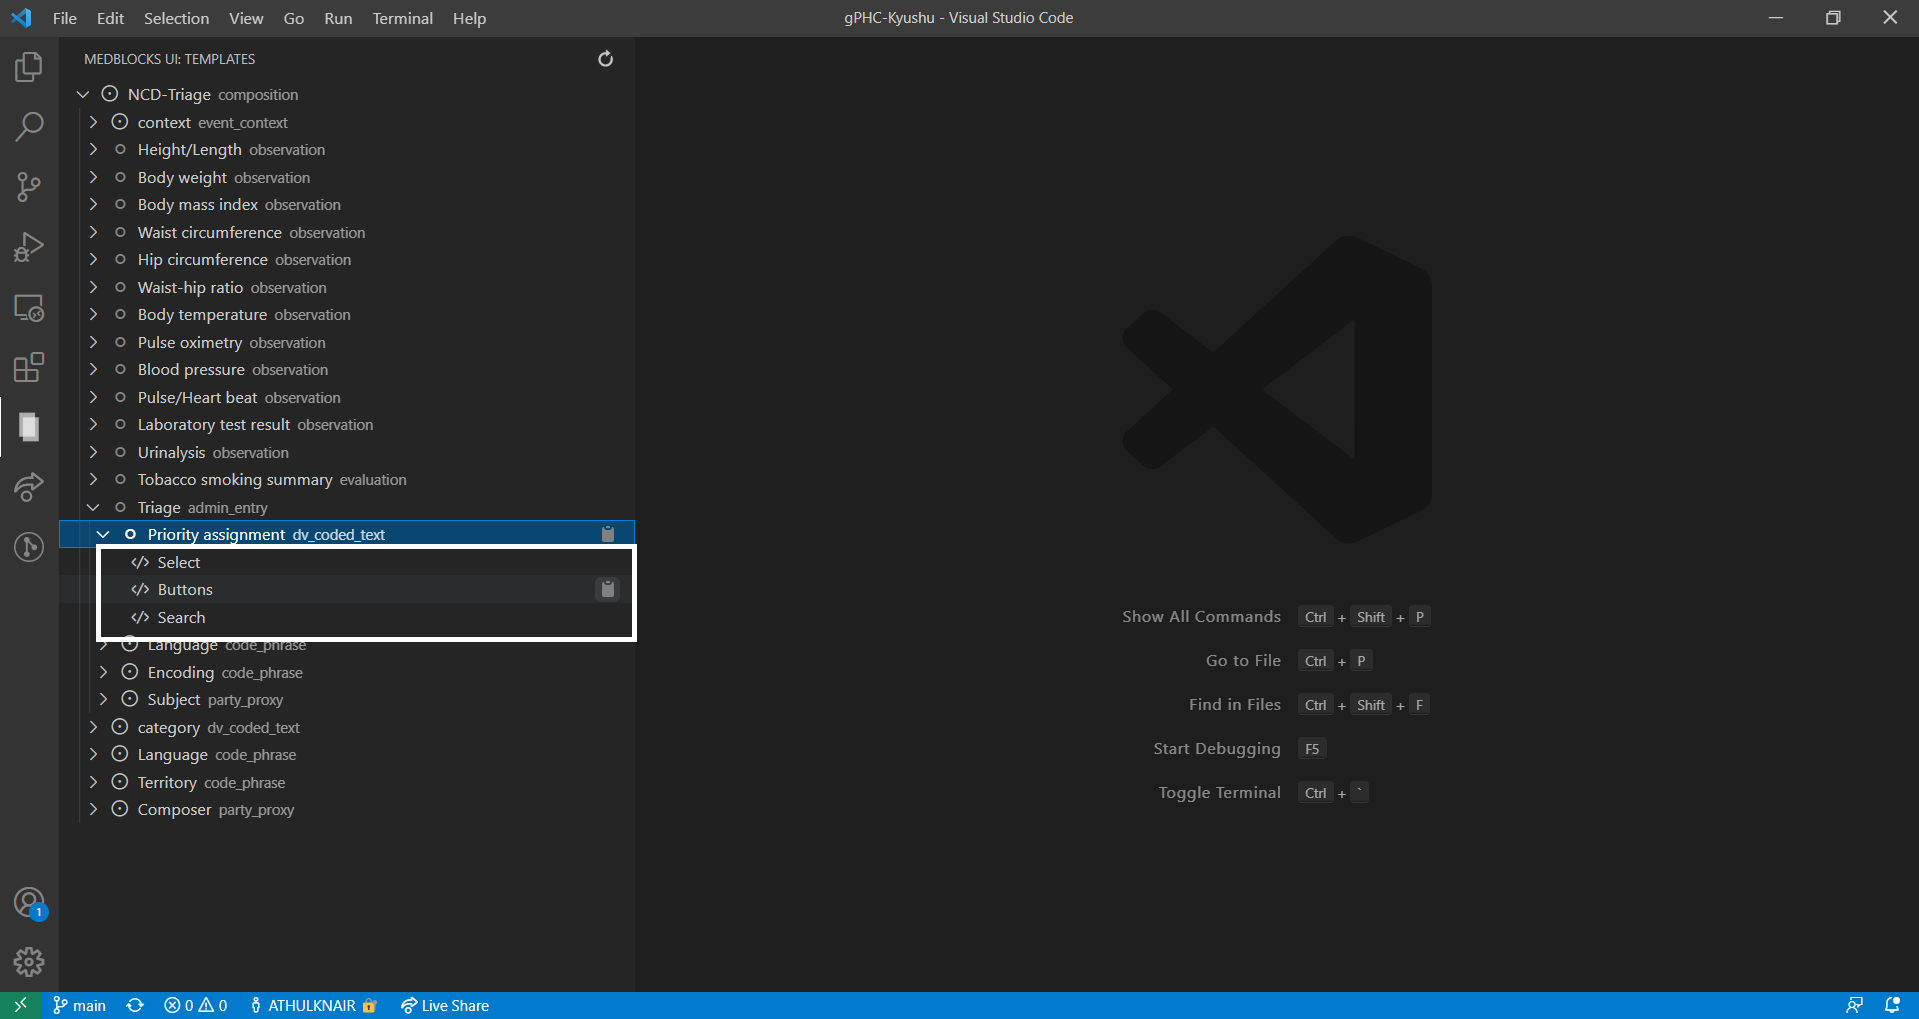 File Edit Selection View Go Run Terminal Help
gPHC-Kyushu - Visual Studio Code
MEDBLOCKS UI: TEMPLATES
NCD-Triage composition
context event_context
Height/Length observation
Body weight observation
Body mass index observation
Waist circumference observation
Hip circumference observation
Waist-hip ratio observation
Body temperature observation
Pulse oximetry observation
Blood pressure observation
Pulse/Heart beat observation
Laboratory test result observation
Urinalysis observation
Tobacco smoking summary evaluation
Triage admin_entry
Priority assignment dv_coded_text
Select
Buttons
Search
Language code_phrase
Encoding code_phrase
Subject party_proxy
category dv_coded_text
Language code_phrase
Territory code_phrase
Composer party_proxy
Show All Commands Ctrl + Shift + P
Go to File Ctrl + P
Find in Files Ctrl + Shift + F
Start Debugging F5
Toggle Terminal Ctrl + `
1
main 0 0 ATHULKNAIR Live Share